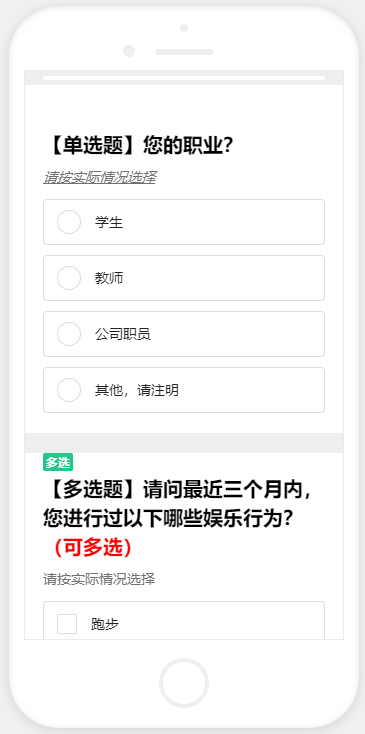 【单选题】您的职业？
请按实际情况选择
学生
教师
公司职员
其他，请注明
多选
【多选题】请问最近三个月内，
您进行过以下哪些娱乐行为？
（可多选）
请按实际情况选择
跑步